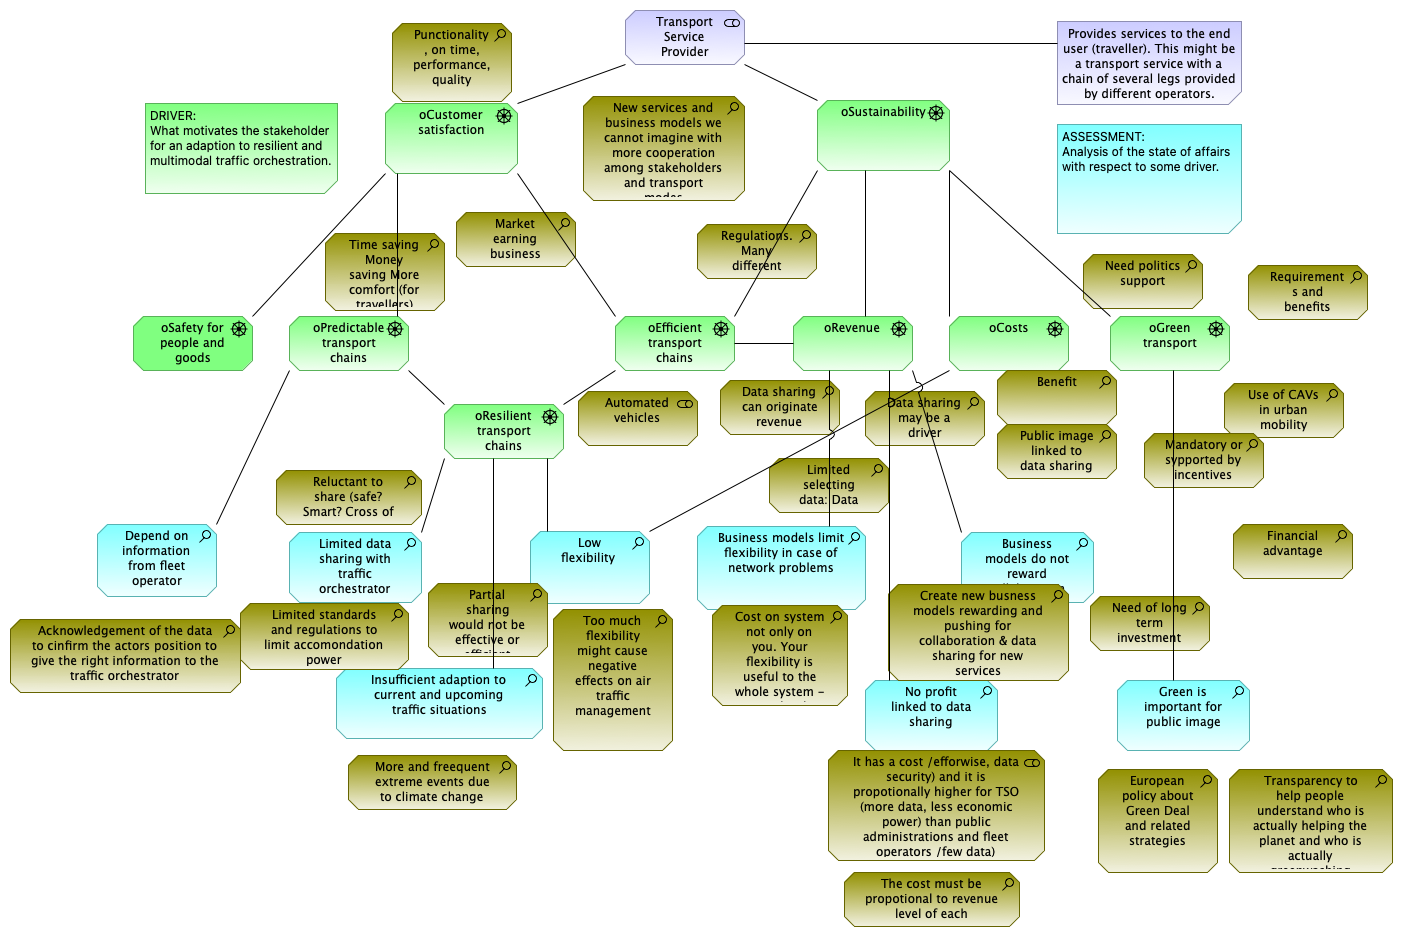 Transport
Service
Provider
Provides services to the end
user (traveller). This might be
a transport service with a
chain of several legs provided
by different operators.
Punctionality
, on time,
performance,
quality
DRIVER:
What motivates the stakeholder
for an adaption to resilient and
multimodal traffic orchestration.
oCustomer
satisfaction
New services and
business models we
cannot imagine with
more cooperation
among stakeholders
and transport
modes
oSustainability
ASSESSMENT:
Analysis of the state of affairs
with respect to some driver.
Time saving
Money
saving More
comfort (for
travellers)
Market
earning
business
Regulations.
Many
different
Need politics
support
Requirement
s and
benefits
oSafety for
people and
goods
oPredictable
transport
chains
oEfficient
transport
chains
oRevenue
oCosts
oGreen
transport
oResilient
transport
chains
Automated
vehicles
Data sharing
can originate
revenue
Data sharing
may be a
driver
Benefit
Public image
linked to
data sharing
Use of CAVs
in urban
mobility
Mandatory or
sypported by
incentives
Reluctant to
share (safe?
Smart? Cross of
Limited
selecting
data: Data
Depend on
information
from fleet
operator
Limited data
sharing with
traffic
orchestrator
Low
flexibility
Business models limit
flexibility in case of
network problems
Business
models do not
reward
Financial
advantage
Acknowledgement of the data
to cinfirm the actors position to
give the right information to the
traffic orchestrator
Limited standards
and regulations to
limit accomondation
power
Partial
sharing
would not be
effective or
efficient
Too much
flexibility
might cause
negative
effects on air
traffic
management
Cost on system
not only on
you. Your
flexibility is
useful to the
whole system –
Create new business
models rewarding and
pushing for
collaboration & data
sharing for new
services
Need of long
term
investment
Insufficient adaption to
current and upcoming
traffic situations
No profit
linked to data
sharing
Green is
important for
public image
More and freequent
extreme events due
to climate change
It has a cost /efforwise, data
security) and it is
propotionally higher for TSO
(more data, less economic
power) than public
administrations and fleet
operators /few data)
European
policy about
Green Deal
and related
strategies
Transparency to
help people
understand who is
actually helping the
planet and who is
actually
greenwashing
The cost must be
propotional to revenue
level of each